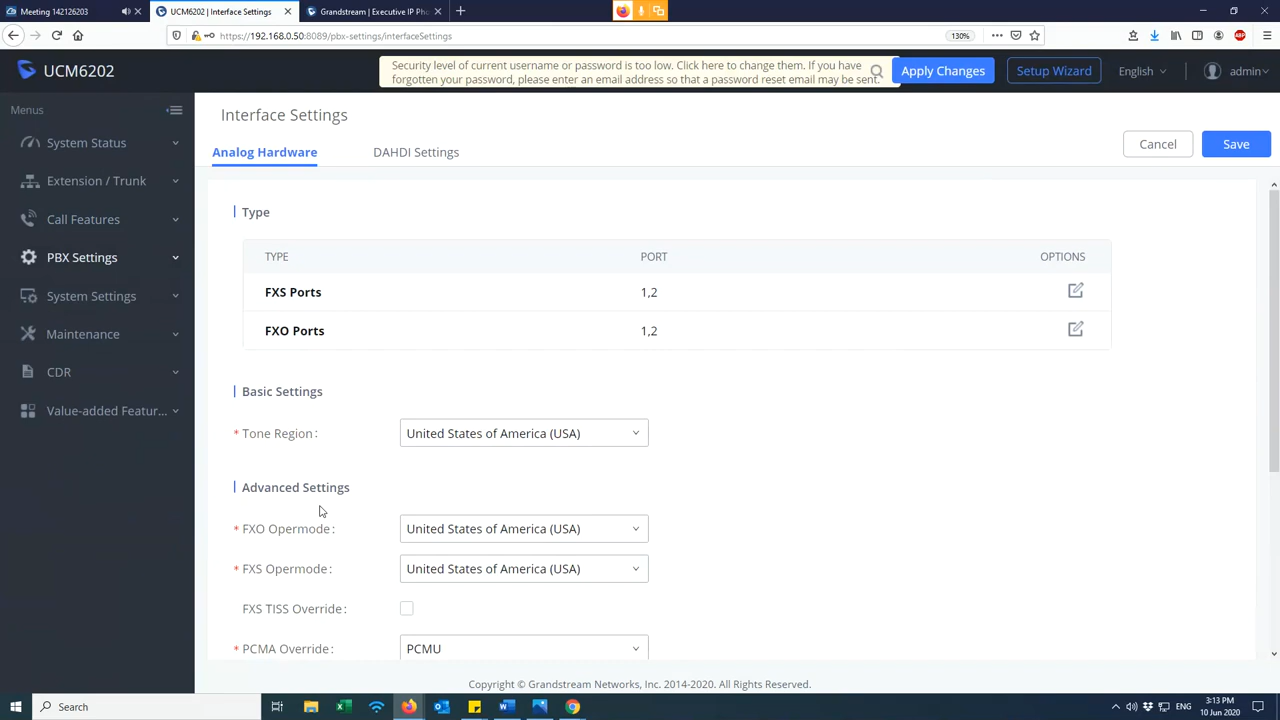 Meeting 142126203
UCM6202 | Interface Settings
Grandstream | Executive IP Pho
https://192.168.0.50:8089/pbx-settings/interfaceSettings
130%
ABP
UCM6202
Security level of current username or password is too low. Click here to change them. If you have
forgotten your password, please enter an email address so that a password reset email may be sent.
Apply Changes
Setup Wizard
English
admin
Menus
System Status
Extension / Trunk
Call Features
PBX Settings
System Settings
Maintenance
CDR
Value-added Featur...
Interface Settings
Analog Hardware
DAHDI Settings
Cancel
Save
Type
TYPE PORT OPTIONS
FXS Ports 1,2
FXO Ports 1,2
Basic Settings
* Tone Region: United States of America (USA)
Advanced Settings
* FXO Opermode: United States of America (USA)
* FXS Opermode: United States of America (USA)
FXS TISS Override:
* PCMA Override: PCMU
Copyright © Grandstream Networks, Inc. 2014-2020. All Rights Reserved.
Search
ENG
3:13 PM
10 Jun 2020